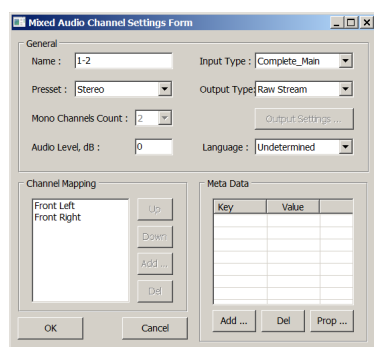 Mixed Audio Channel Settings Form
General
Name : 1-2 Input Type : Complete_Main
Presset : Stereo Output Type: Raw Stream
Mono Channels Count : 2 Output Settings ...
Audio Level, dB : 0 Language : Undetermined
Channel Mapping
Front Left
Front Right
Up
Down
Add ...
Del
Meta Data
Key Value
Add ... Del Prop ...
OK Cancel